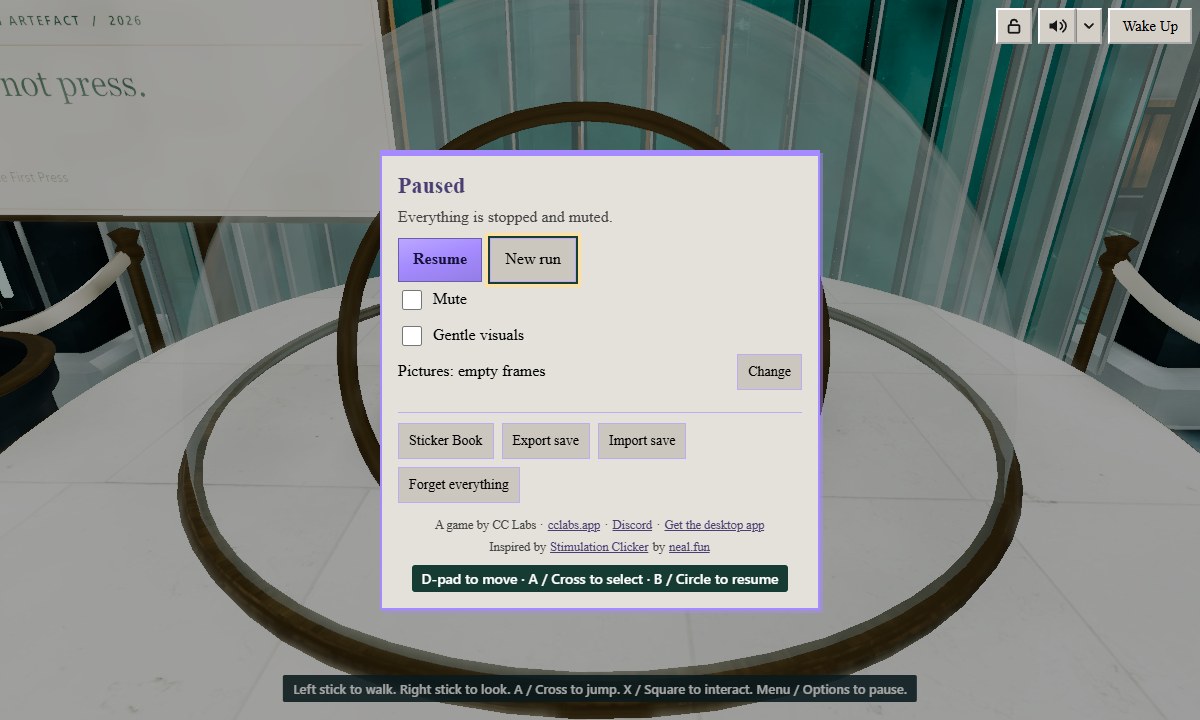 ARTEFACT / 2026
Wake Up
not press.
e First Press
Paused
Everything is stopped and muted.
Resume
New run
Mute
Gentle visuals
Pictures: empty frames
Change
Sticker Book
Export save
Import save
Forget everything
A game by CC Labs · cclabs.app · Discord · Get the desktop app
Inspired by Stimulation Clicker by neal.fun
D-pad to move · A / Cross to select · B / Circle to resume
Left stick to walk. Right stick to look. A / Cross to jump. X / Square to interact. Menu / Options to pause.